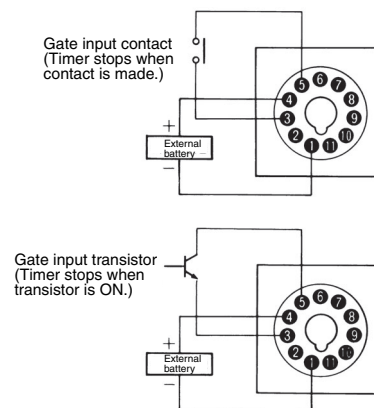 Gate input contact
(Timer stops when
contact is made.)
5 6 7
4 8
3 9
2 10
1 11
+
External
battery
−
Gate input transistor
(Timer stops when
transistor is ON.)
5 6 7
4 8
3 9
2 10
1 11
+
External
battery
−